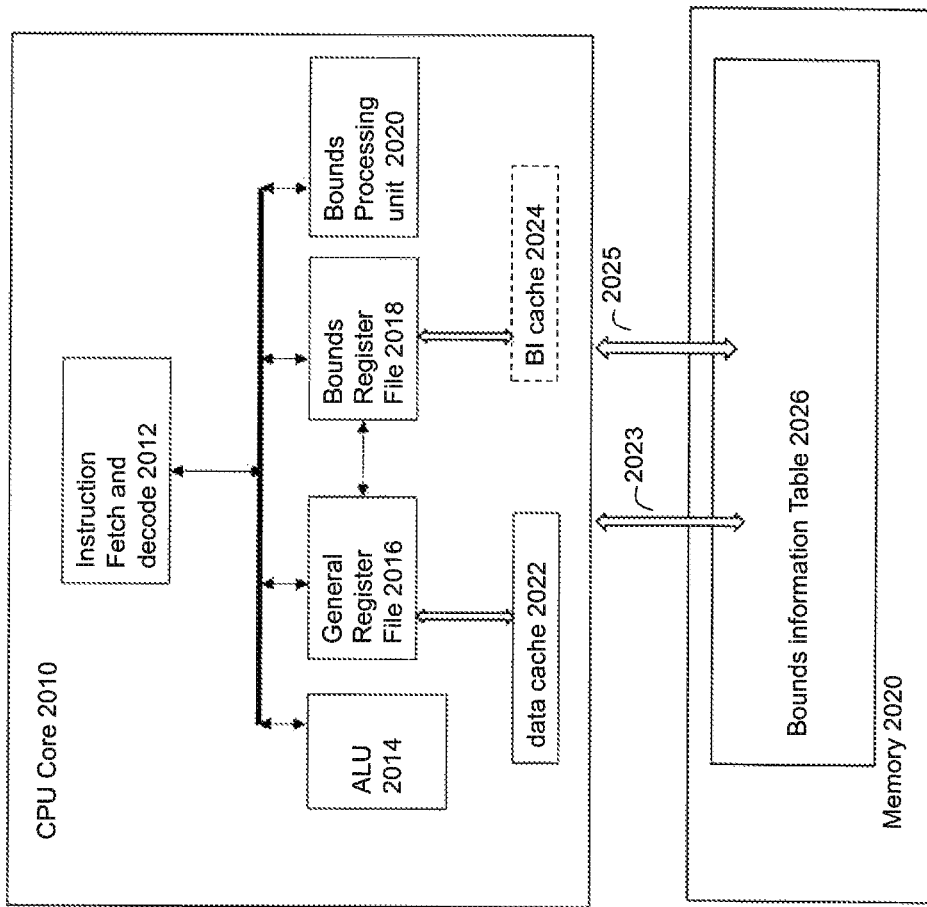 CPU Core 2010
Instruction
Fetch and
decode 2012
ALU
2014
General
Register
File 2016
Bounds
Register
File 2018
Bounds
Processing
unit 2020
data cache 2022
BI cache 2024
2023
2025
Bounds information Table 2026
Memory 2020